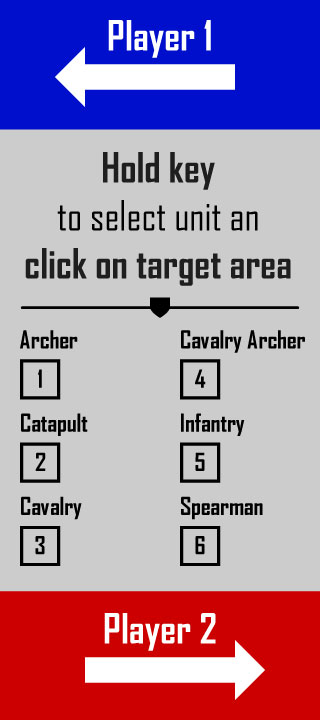 Player 1
Hold key
to select unit an
click on target area
Archer
1
Cavalry Archer
4
Catapult
2
Infantry
5
Cavalry
3
Spearman
6
Player 2